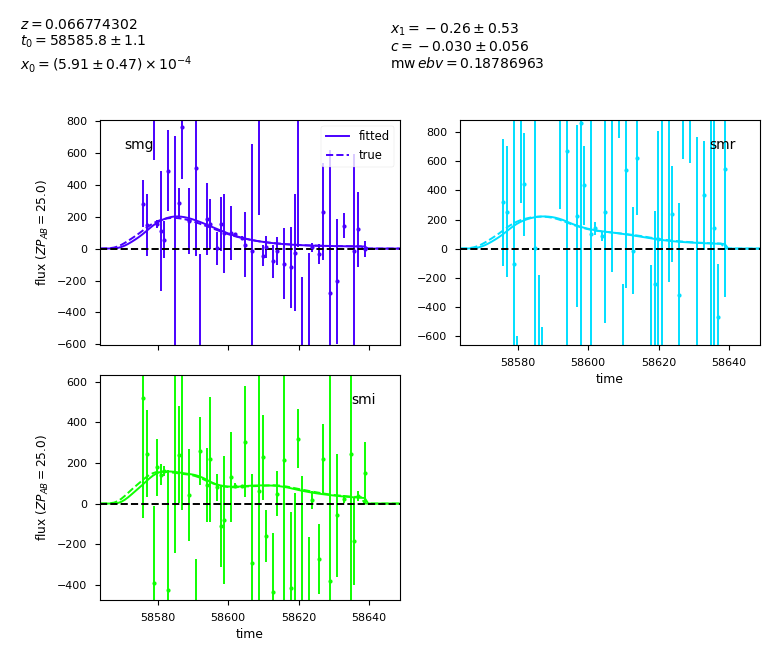 z = 0.066774302
t₀ = 58585.8 ± 1.1
x₀ = (5.91 ± 0.47) × 10⁻⁴
x₁ = −0.26 ± 0.53
c = −0.030 ± 0.056
mw ebv = 0.18786963
800
600
400
200
0
−200
−400
−600
flux (ZP_AB = 25.0)
smg
fitted
true
800
600
400
200
0
−200
−400
−600
smr
58580
58600
58620
58640
time
600
400
200
0
−200
−400
flux (ZP_AB = 25.0)
smi
58580
58600
58620
58640
time